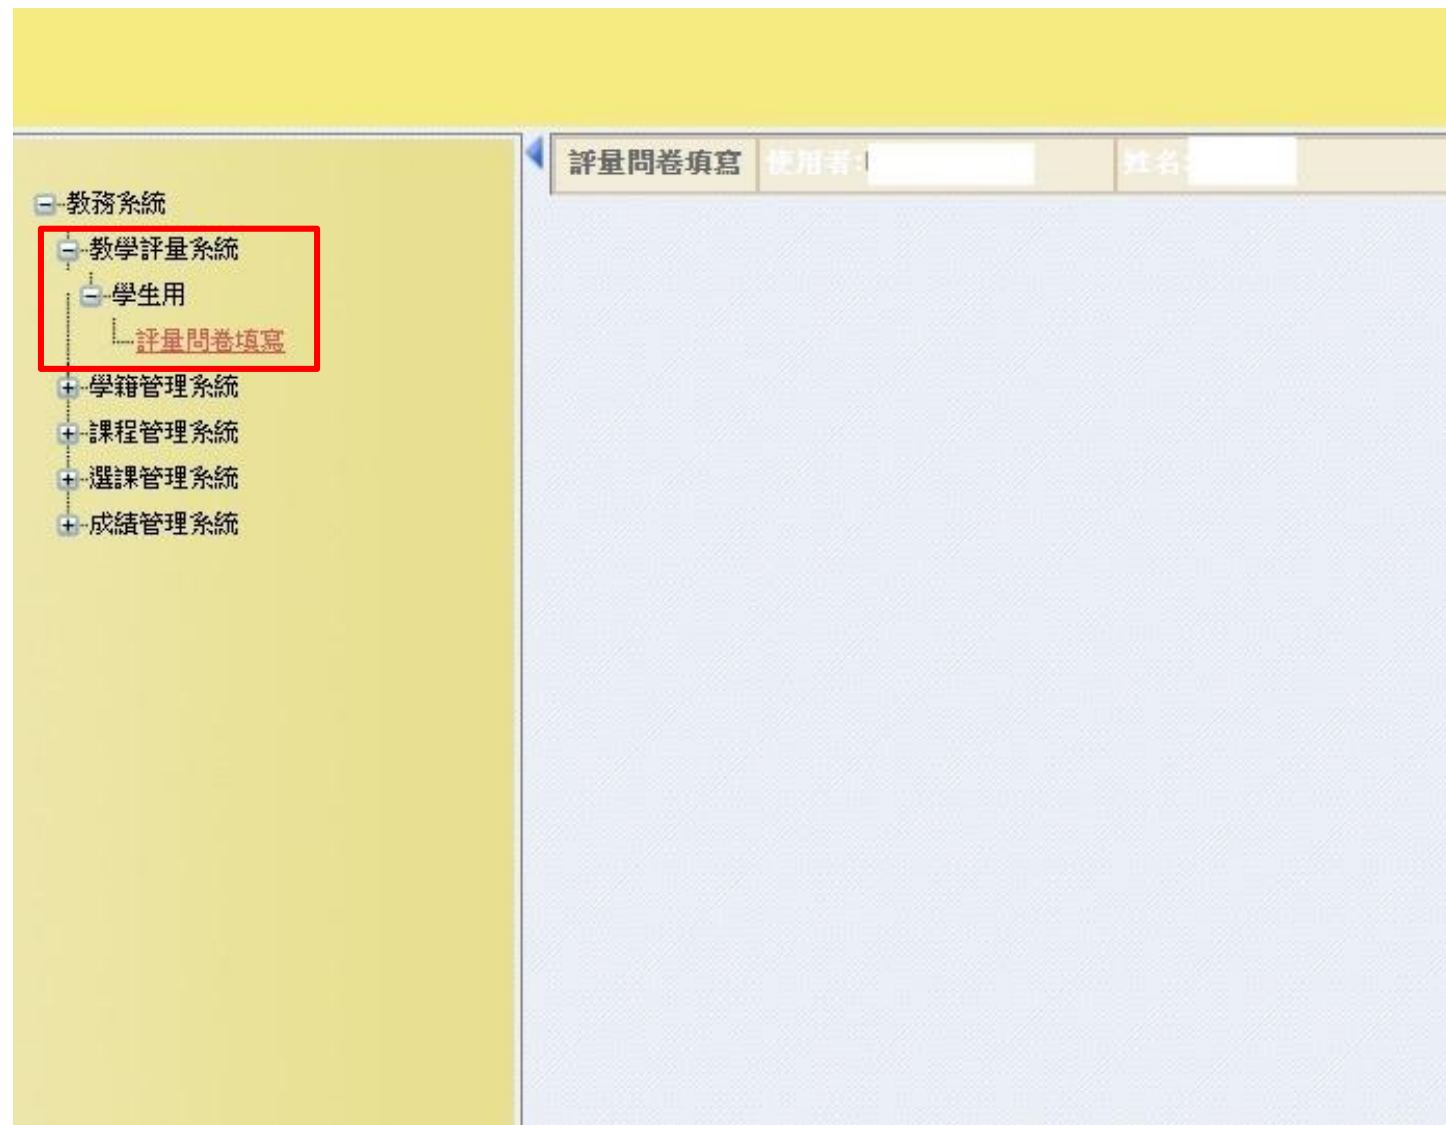 評量問卷填寫 使用者: 姓名:
教務系統
教學評量系統
學生用
評量問卷填寫
學籍管理系統
課程管理系統
選課管理系統
成績管理系統